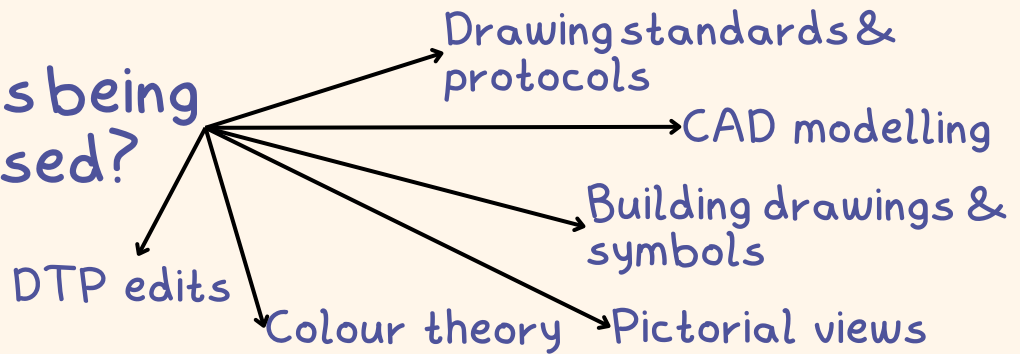 s being
sed?
Drawing standards &
protocols
CAD modelling
Building drawings &
symbols
Pictorial views
Colour theory
DTP edits